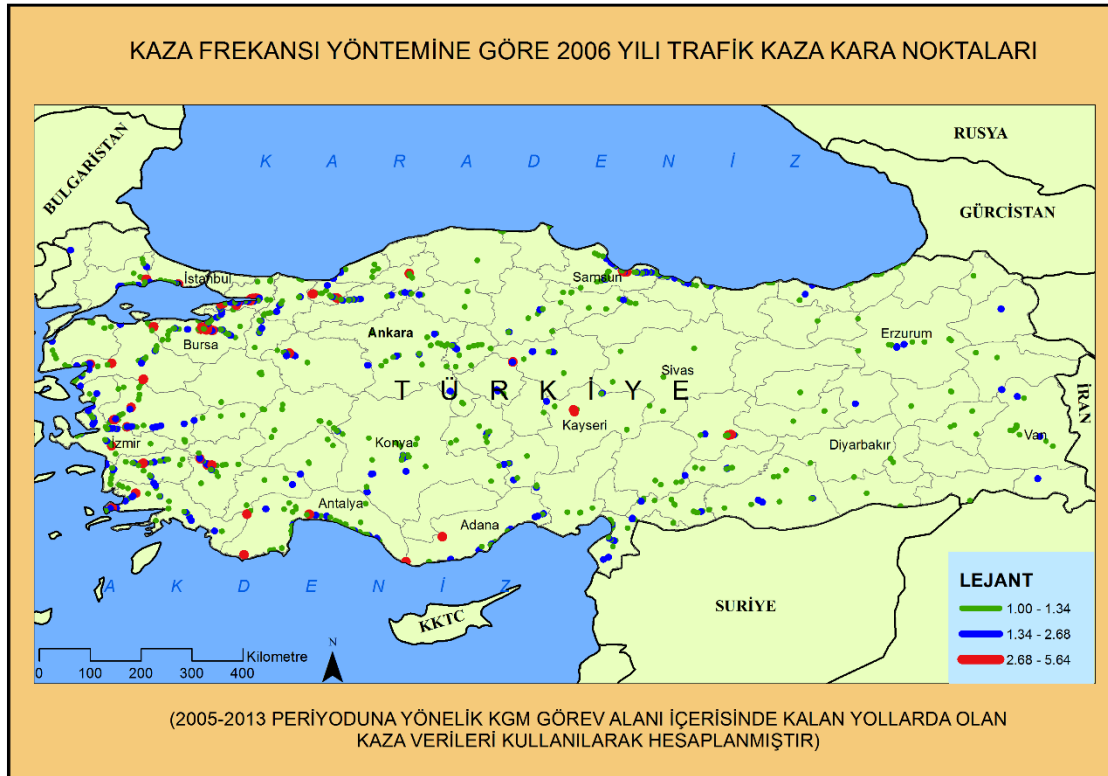 KAZA FREKANSI YÖNTEMİNE GÖRE 2006 YILI TRAFİK KAZA KARA NOKTALARI
BULGARİSTAN
K A R A D E N İ Z
RUSYA
GÜRCİSTAN
İstanbul
Samsun
Bursa
Ankara
Erzurum
Sivas
T Ü R K İ Y E
İRAN
Kayseri
İzmir
Konya
Diyarbakır
Van
Antalya
Adana
A K D E N İ Z
KKTC
SURİYE
LEJANT
1.00 - 1.34
1.34 - 2.68
2.68 - 5.64
N
Kilometre
0 100 200 300 400
(2005-2013 PERİYODUNA YÖNELİK KGM GÖREV ALANI İÇERİSİNDE KALAN YOLLARDA OLAN
KAZA VERİLERİ KULLANILARAK HESAPLANMIŞTIR)